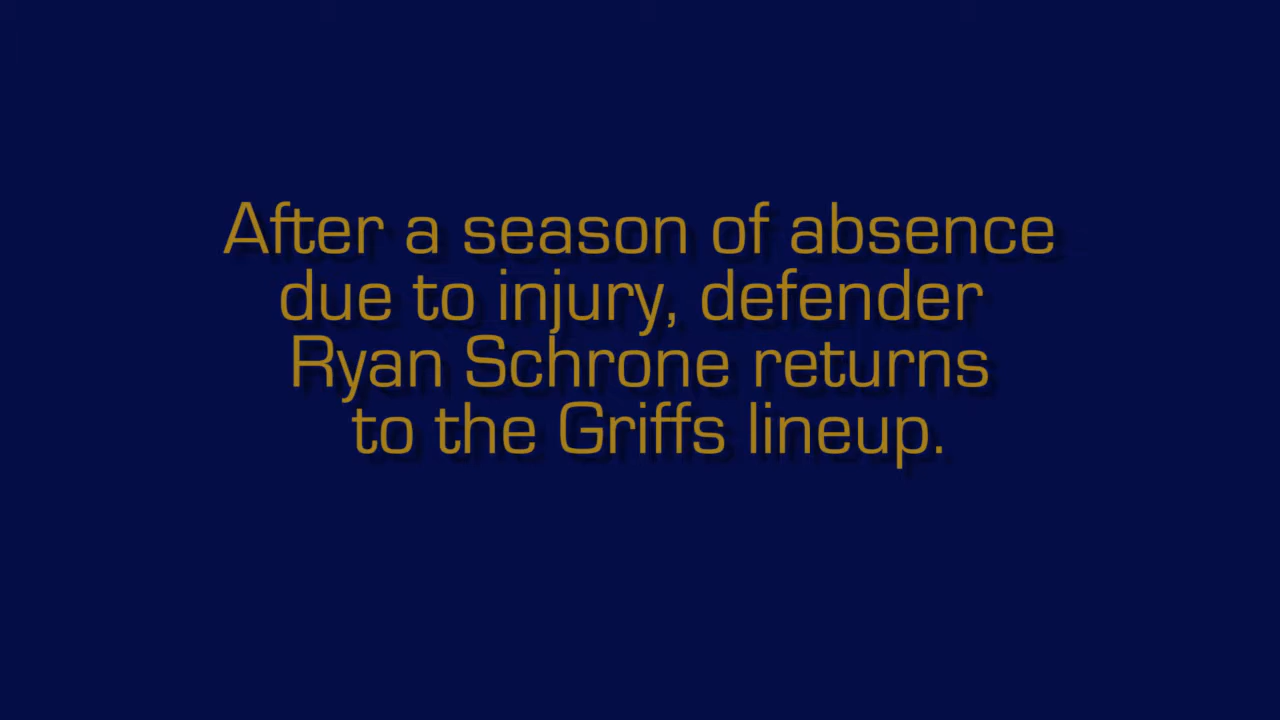 After a season of absence
due to injury, defender
Ryan Schrone returns
to the Griffs lineup.